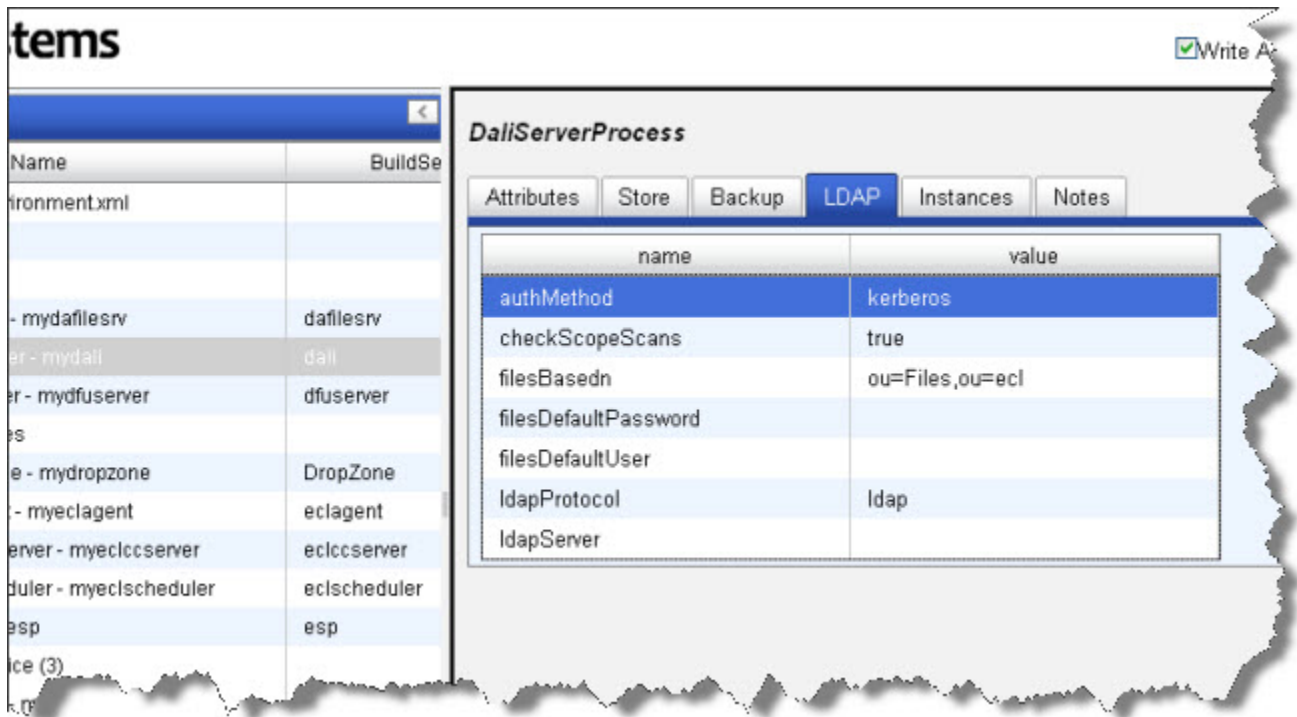 stems
Write A
Name BuildSe
ironment.xml
- mydafilesrv dafilesrv
er - mydali dali
er - mydfuserver dfuserver
es
e - mydropzone DropZone
- myeclagent eclagent
erver - myeclccserver eclccserver
duler - myeclscheduler eclscheduler
esp esp
ice (3)
DaliServerProcess
Attributes Store Backup LDAP Instances Notes
name value
authMethod kerberos
checkScopeScans true
filesBasedn ou=Files,ou=ecl
filesDefaultPassword
filesDefaultUser
ldapProtocol ldap
ldapServer